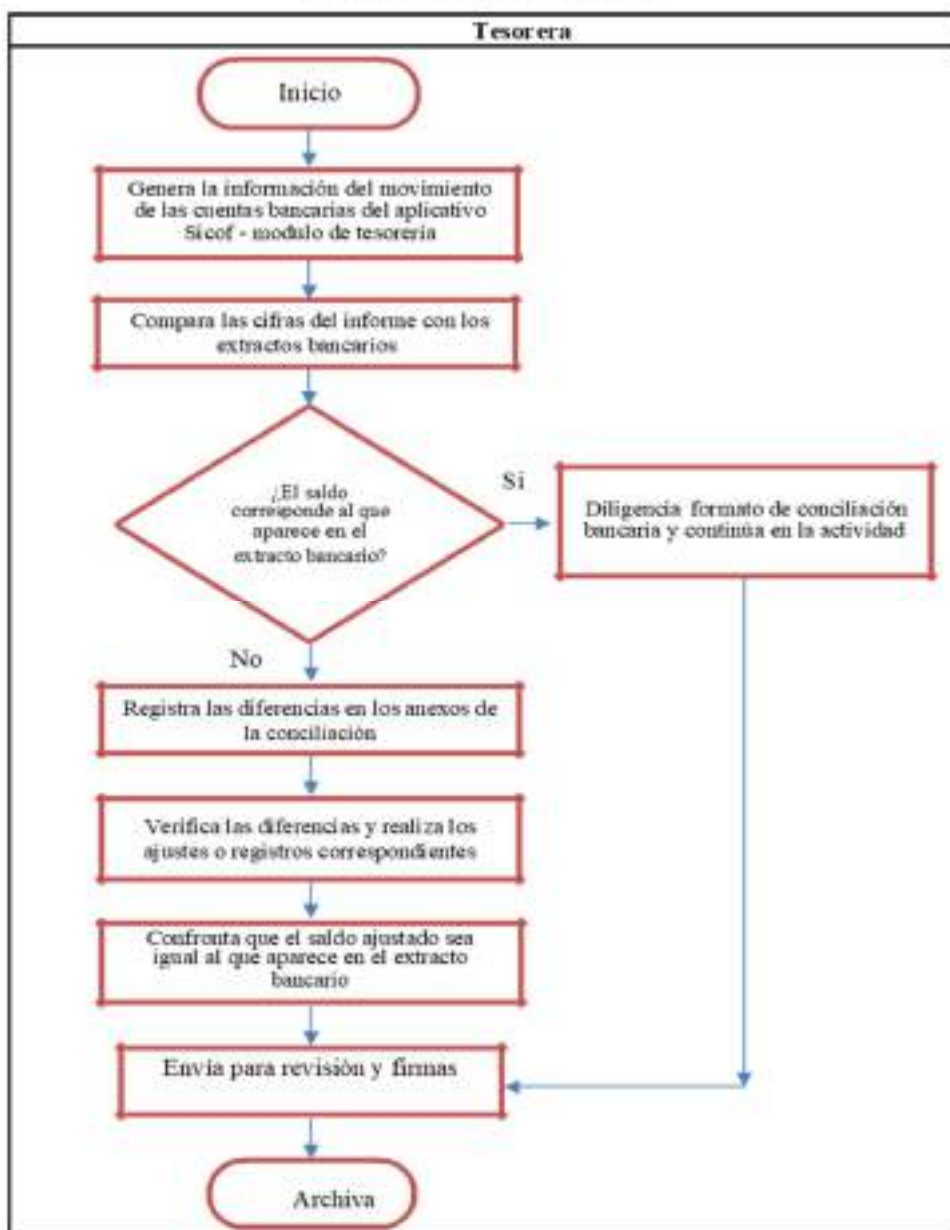 Tesorera
Inicio
Genera la información del movimiento
de las cuentas bancarias del aplicativo
Sicof - modulo de tesoreria
Compara las cifras del informe con los
extractos bancarios
¿El saldo
corresponde al que
aparece en el
extracto bancario?
Si
Diligencia formato de conciliación
bancaria y continúa en la actividad
No
Registra las diferencias en los anexos de
la conciliación
Verifica las diferencias y realiza los
ajustes o registros correspondientes
Confronta que el saldo ajustado sea
igual al que aparece en el extracto
bancario
Envía para revisión y firmas
Archiva